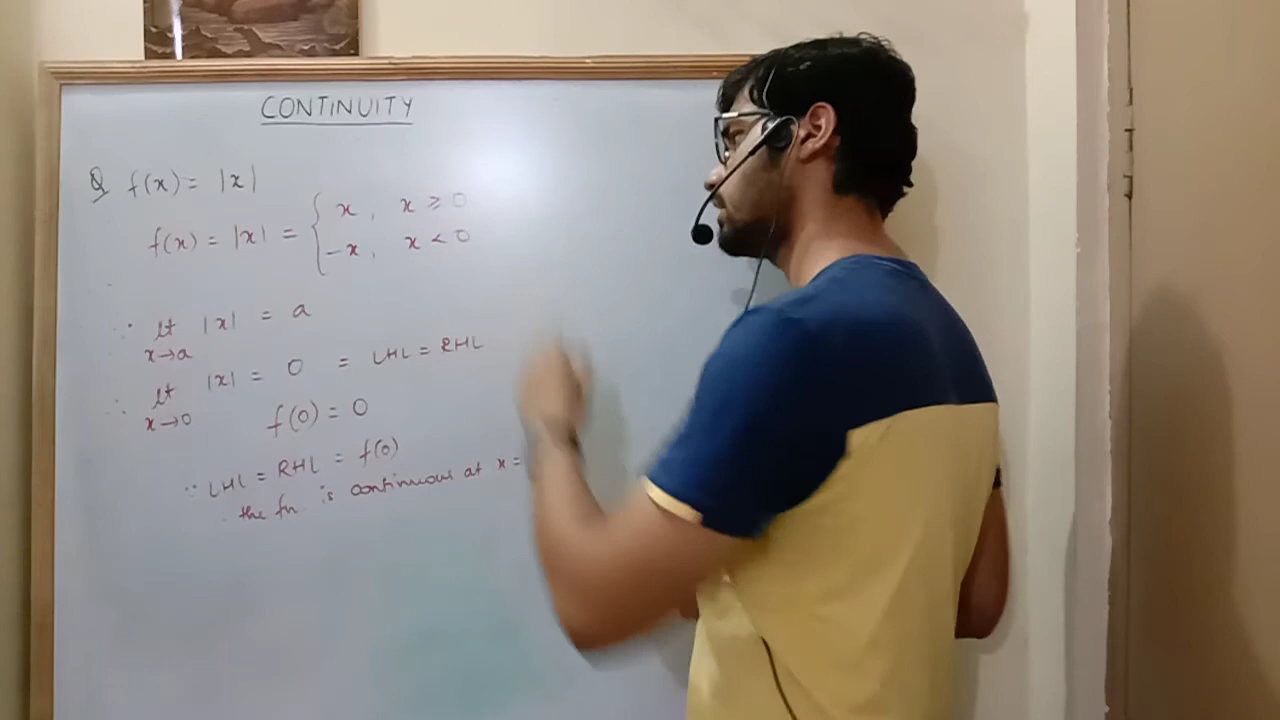 CONTINUITY
Q f(x) = |x|
f(x) = |x| = { x , x ≥ 0
-x , x < 0
∵ lt |x| = a
x→a
∴ lt |x| = 0 = LHL = RHL
x→0
f(0) = 0
∵ LHL = RHL = f(0)
∴ the fn. is continuous at x =